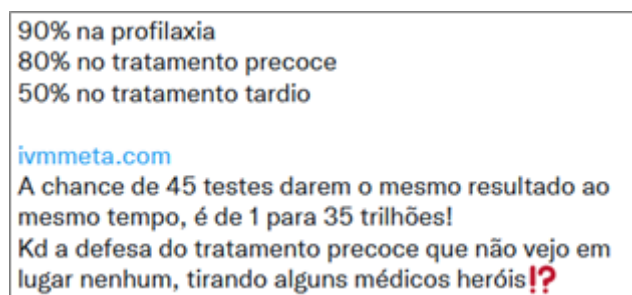 90% na profilaxia
80% no tratamento precoce
50% no tratamento tardio
ivmmeta.com
A chance de 45 testes darem o mesmo resultado ao
mesmo tempo, é de 1 para 35 trilhões!
Kd a defesa do tratamento precoce que não vejo em
lugar nenhum, tirando alguns médicos heróis⁉️